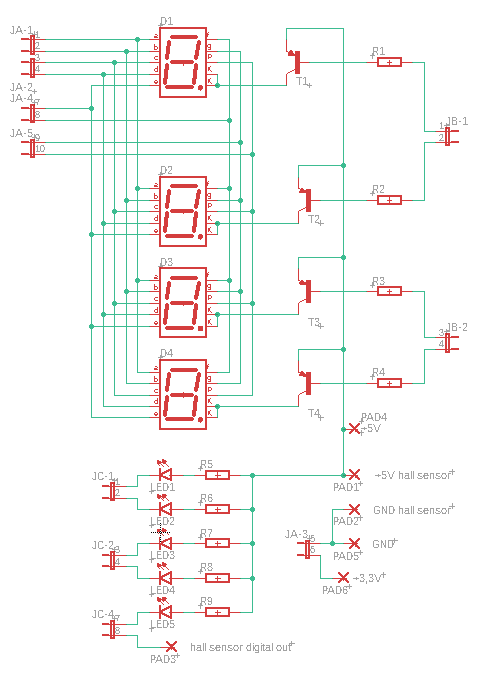 D1
JA-1 1
2
3
4
JA-2
JA-4 7
8
JA-5 9
10
a b c d e
f g P K K
T1
R1
JB-1
1
2
D2
a b c d e
f g P K K
T2
R2
D3
a b c d e
f g P K K
T3
R3
JB-2
3
4
D4
a b c d e
f g P K K
T4
R4
PAD4
+5V
JC-1 1
2
LED1
R5
PAD1
+5V hall sensor
LED2
R6
PAD2
GND hall sensor
JC-2 3
4
LED3
R7
JA-3 5
6
PAD5
GND
LED4
R8
PAD6
+3,3V
JC-4 7
8
LED5
R9
PAD3
hall sensor digital out